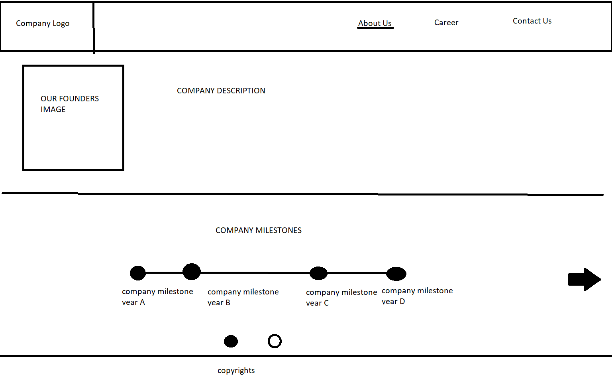 Company Logo
About Us
Career
Contact Us
OUR FOUNDERS
IMAGE
COMPANY DESCRIPTION
COMPANY MILESTONES
company milestone
year A
company milestone
year B
company milestone
year C
company milestone
year D
copyrights